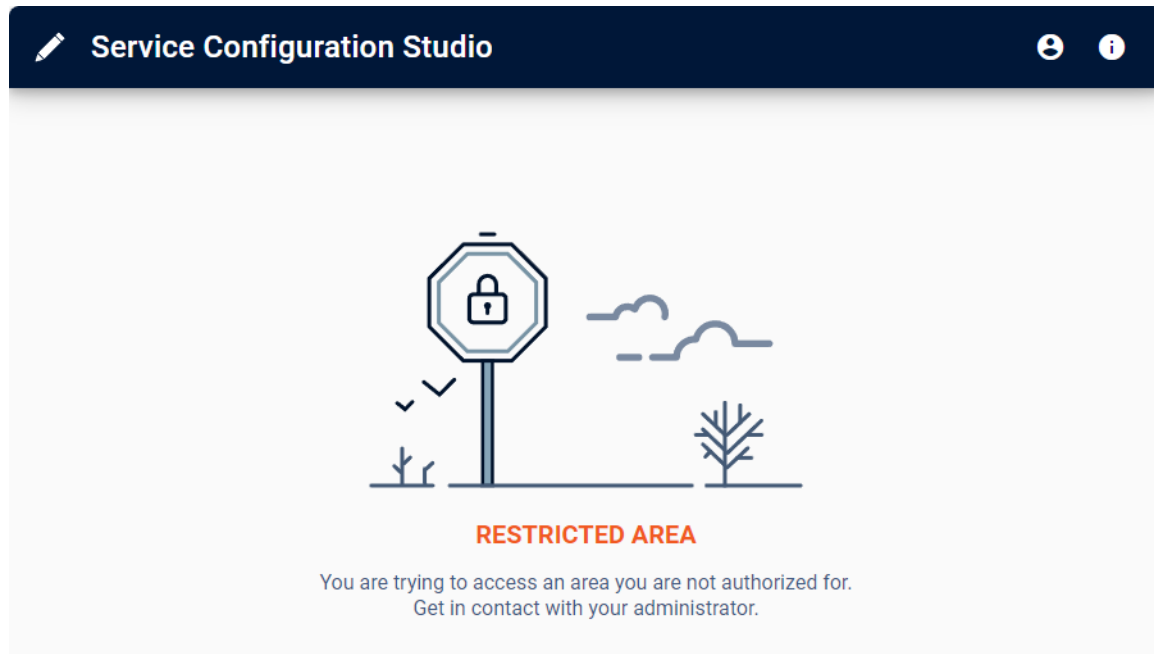 Service Configuration Studio
RESTRICTED AREA
You are trying to access an area you are not authorized for.
Get in contact with your administrator.